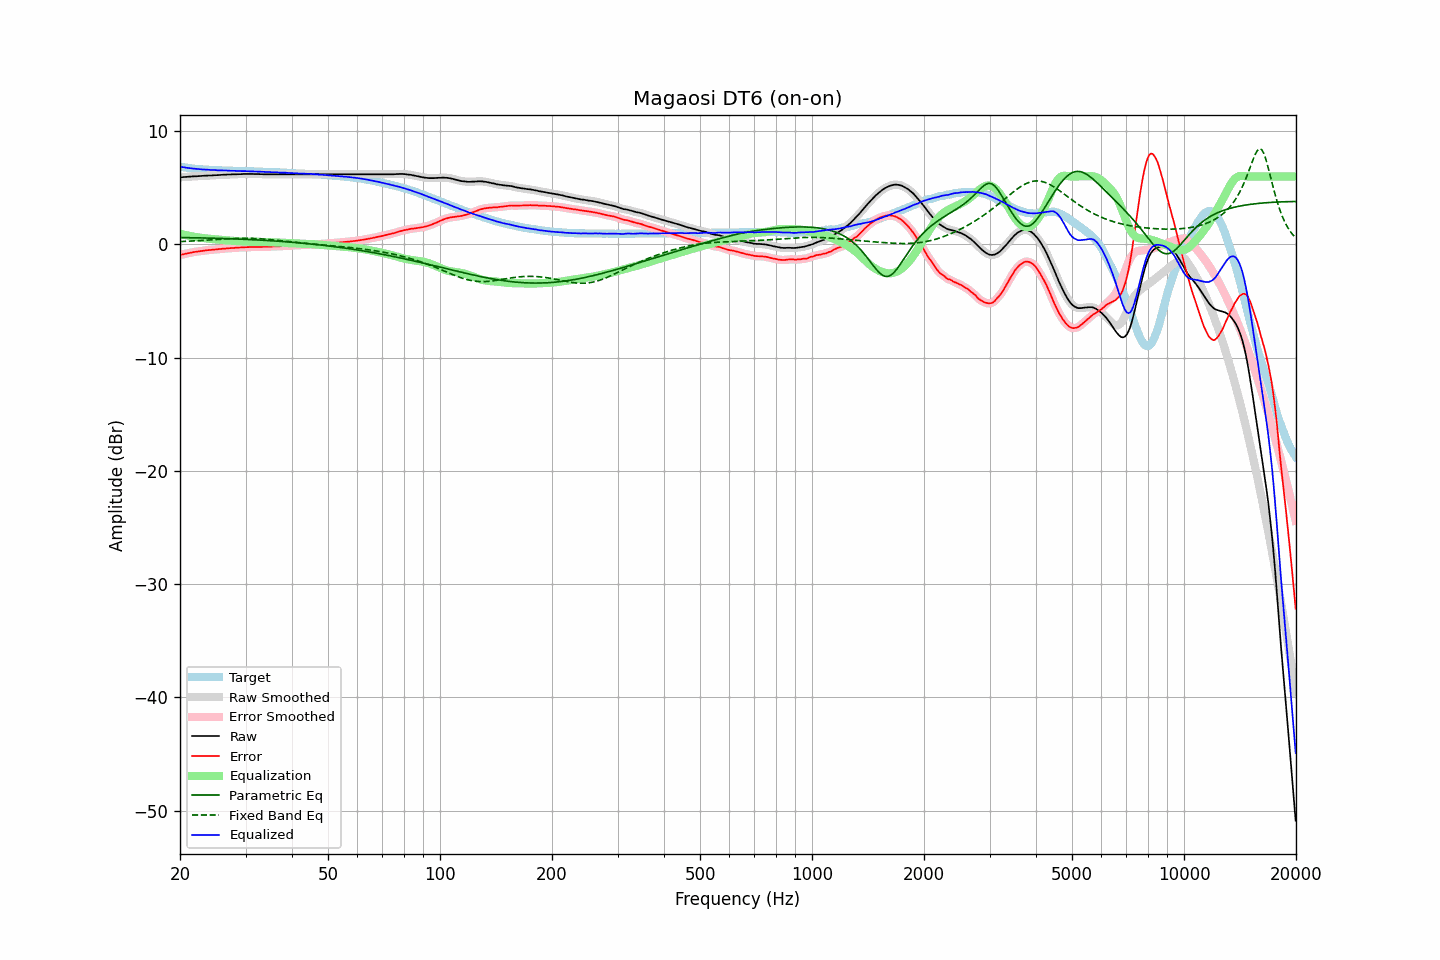 Magaosi DT6 (on-on)
Amplitude (dBr)
10
0
−10
−20
−30
−40
−50
Target
Raw Smoothed
Error Smoothed
Raw
Error
Equalization
Parametric Eq
Fixed Band Eq
Equalized
20 50 100 200 500 1000 2000 5000 10000 20000
Frequency (Hz)